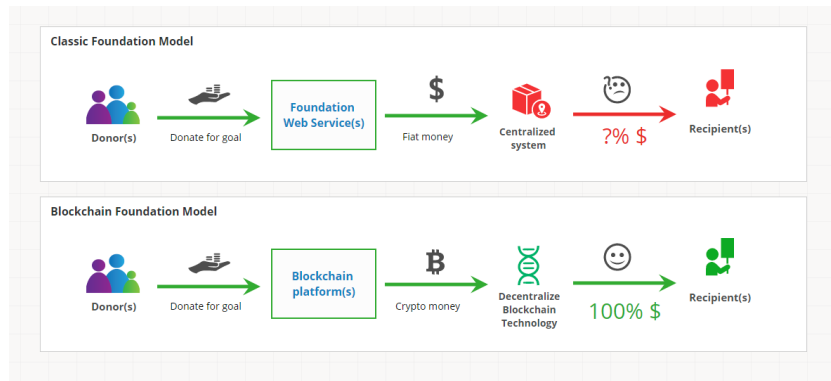 Classic Foundation Model
$
Foundation
Web Service(s)
Donor(s)
Donate for goal
Fiat money
Centralized
system
?% $
Recipient(s)
Blockchain Foundation Model
₿
Blockchain
platform(s)
Donor(s)
Donate for goal
Crypto money
Decentralize
Blockchain
Technology
100% $
Recipient(s)